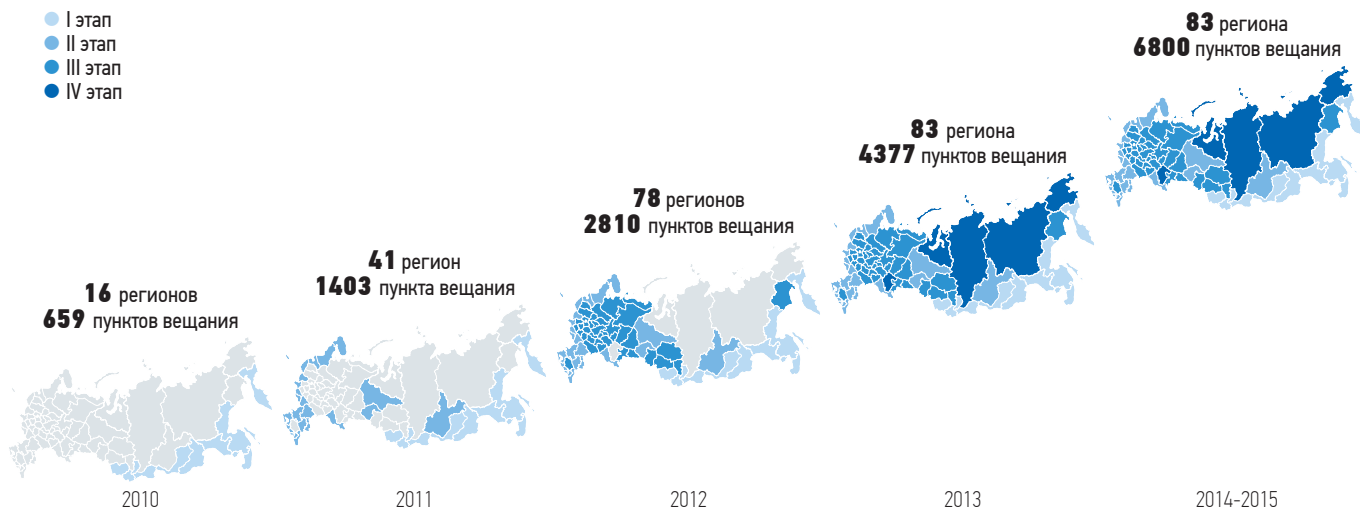 I этап
II этап
III этап
IV этап
16 регионов
659 пунктов вещания
2010
41 регион
1403 пункта вещания
2011
78 регионов
2810 пунктов вещания
2012
83 региона
4377 пунктов вещания
2013
83 региона
6800 пунктов вещания
2014-2015